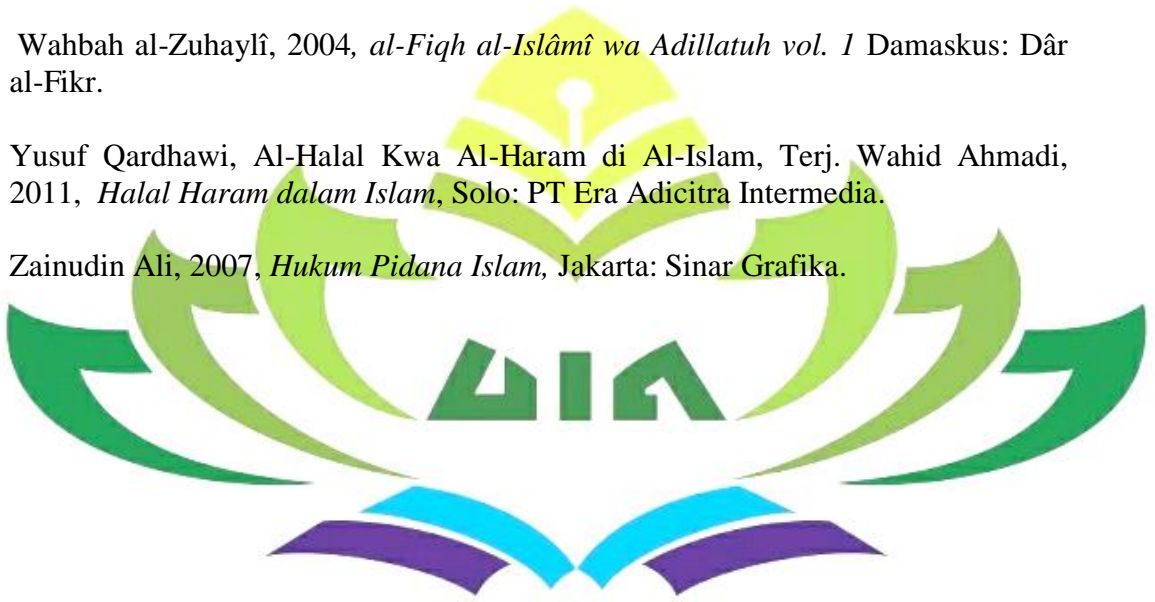 Wahbah al-Zuhaylî, 2004, al-Fiqh al-Islâmî wa Adillatuh vol. 1 Damaskus: Dâr
al-Fikr.
Yusuf Qardhawi, Al-Halal Kwa Al-Haram di Al-Islam, Terj. Wahid Ahmadi,
2011, Halal Haram dalam Islam, Solo: PT Era Adicitra Intermedia.
Zainudin Ali, 2007, Hukum Pidana Islam, Jakarta: Sinar Grafika.
UIN